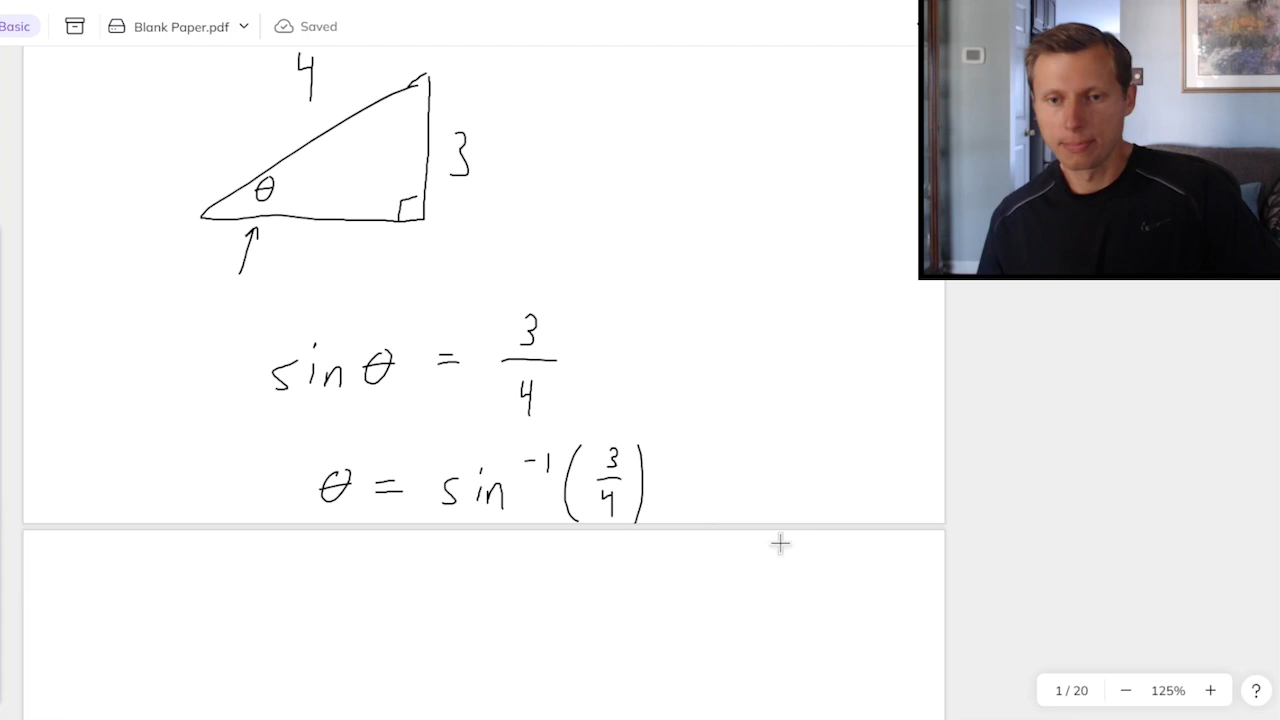 Basic Blank Paper.pdf Saved
4
3
θ
sin θ = 3/4
θ = sin⁻¹(3/4)
1 / 20 − 125% + ?